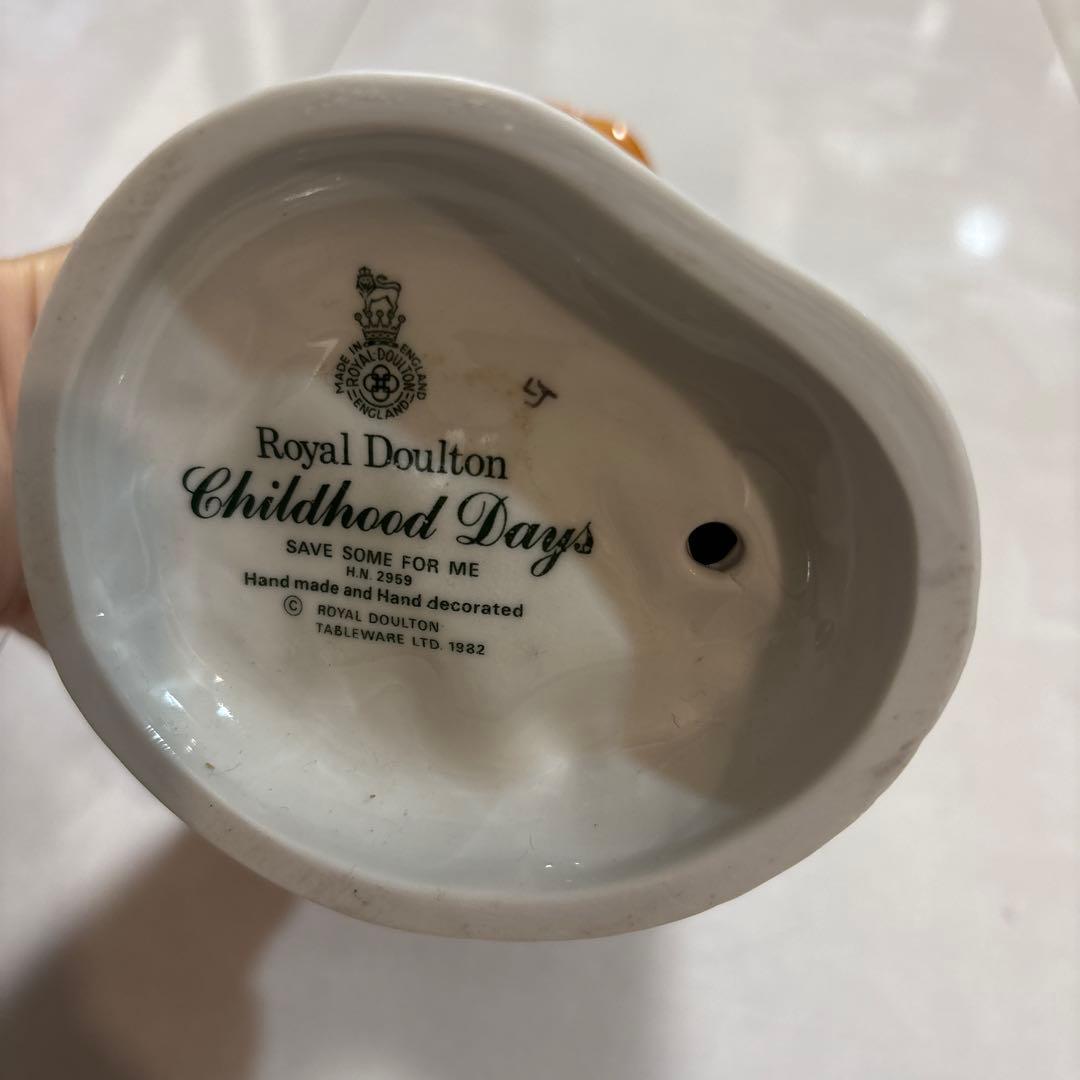 MADE IN ENGLAND
ROYAL·DOULTON
ENGLAND
LT
Royal Doulton
Childhood Days
SAVE SOME FOR ME
H.N. 2959
Hand made and Hand decorated
© ROYAL DOULTON
TABLEWARE LTD. 1982